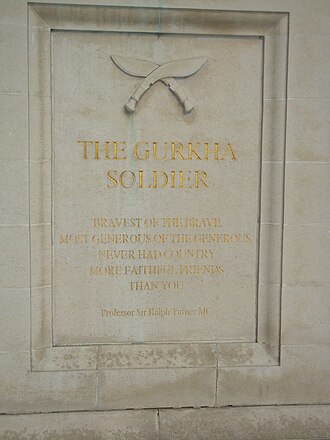 THE GURKHA
SOLDIER
BRAVEST OF THE BRAVE,
MOST GENEROUS OF THE GENEROUS,
NEVER HAD COUNTRY
MORE FAITHFUL FRIENDS
THAN YOU
Professor Sir Ralph Turner MC